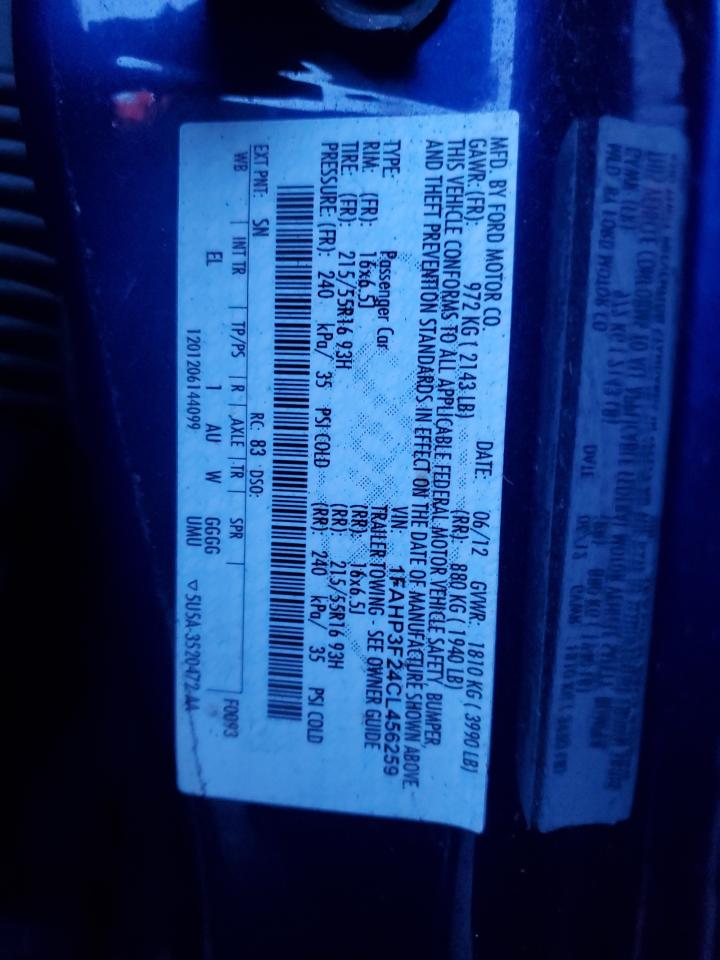 MFD. BY FORD MOTOR CO. DATE: 06/12 GVWR: 1810 KG ( 3990 LB)
GAWR: (FR): 972 KG ( 2143 LB) (RR): 880 KG ( 1940 LB)
THIS VEHICLE CONFORMS TO ALL APPLICABLE FEDERAL MOTOR VEHICLE SAFETY, BUMPER,
AND THEFT PREVENTION STANDARDS IN EFFECT ON THE DATE OF MANUFACTURE SHOWN ABOVE.
VIN: 1FAHP3F24CL456259
TYPE: Passenger Car TRAILER TOWING - SEE OWNER GUIDE
RIM: (FR): 16x6.5J (RR): 16x6.5J
TIRE: (FR): 215/55R16 93H (RR): 215/55R16 93H
PRESSURE: (FR): 240 kPa/ 35 PSI COLD (RR): 240 kPa/ 35 PSI COLD
EXT PNT: SN RC: 83 DSO: F0093
WB INT TR TP/PS R AXLE TR SPR
EL 1 AU W GGGG
1201206144099 UMU ▽5USA-3520472-AA